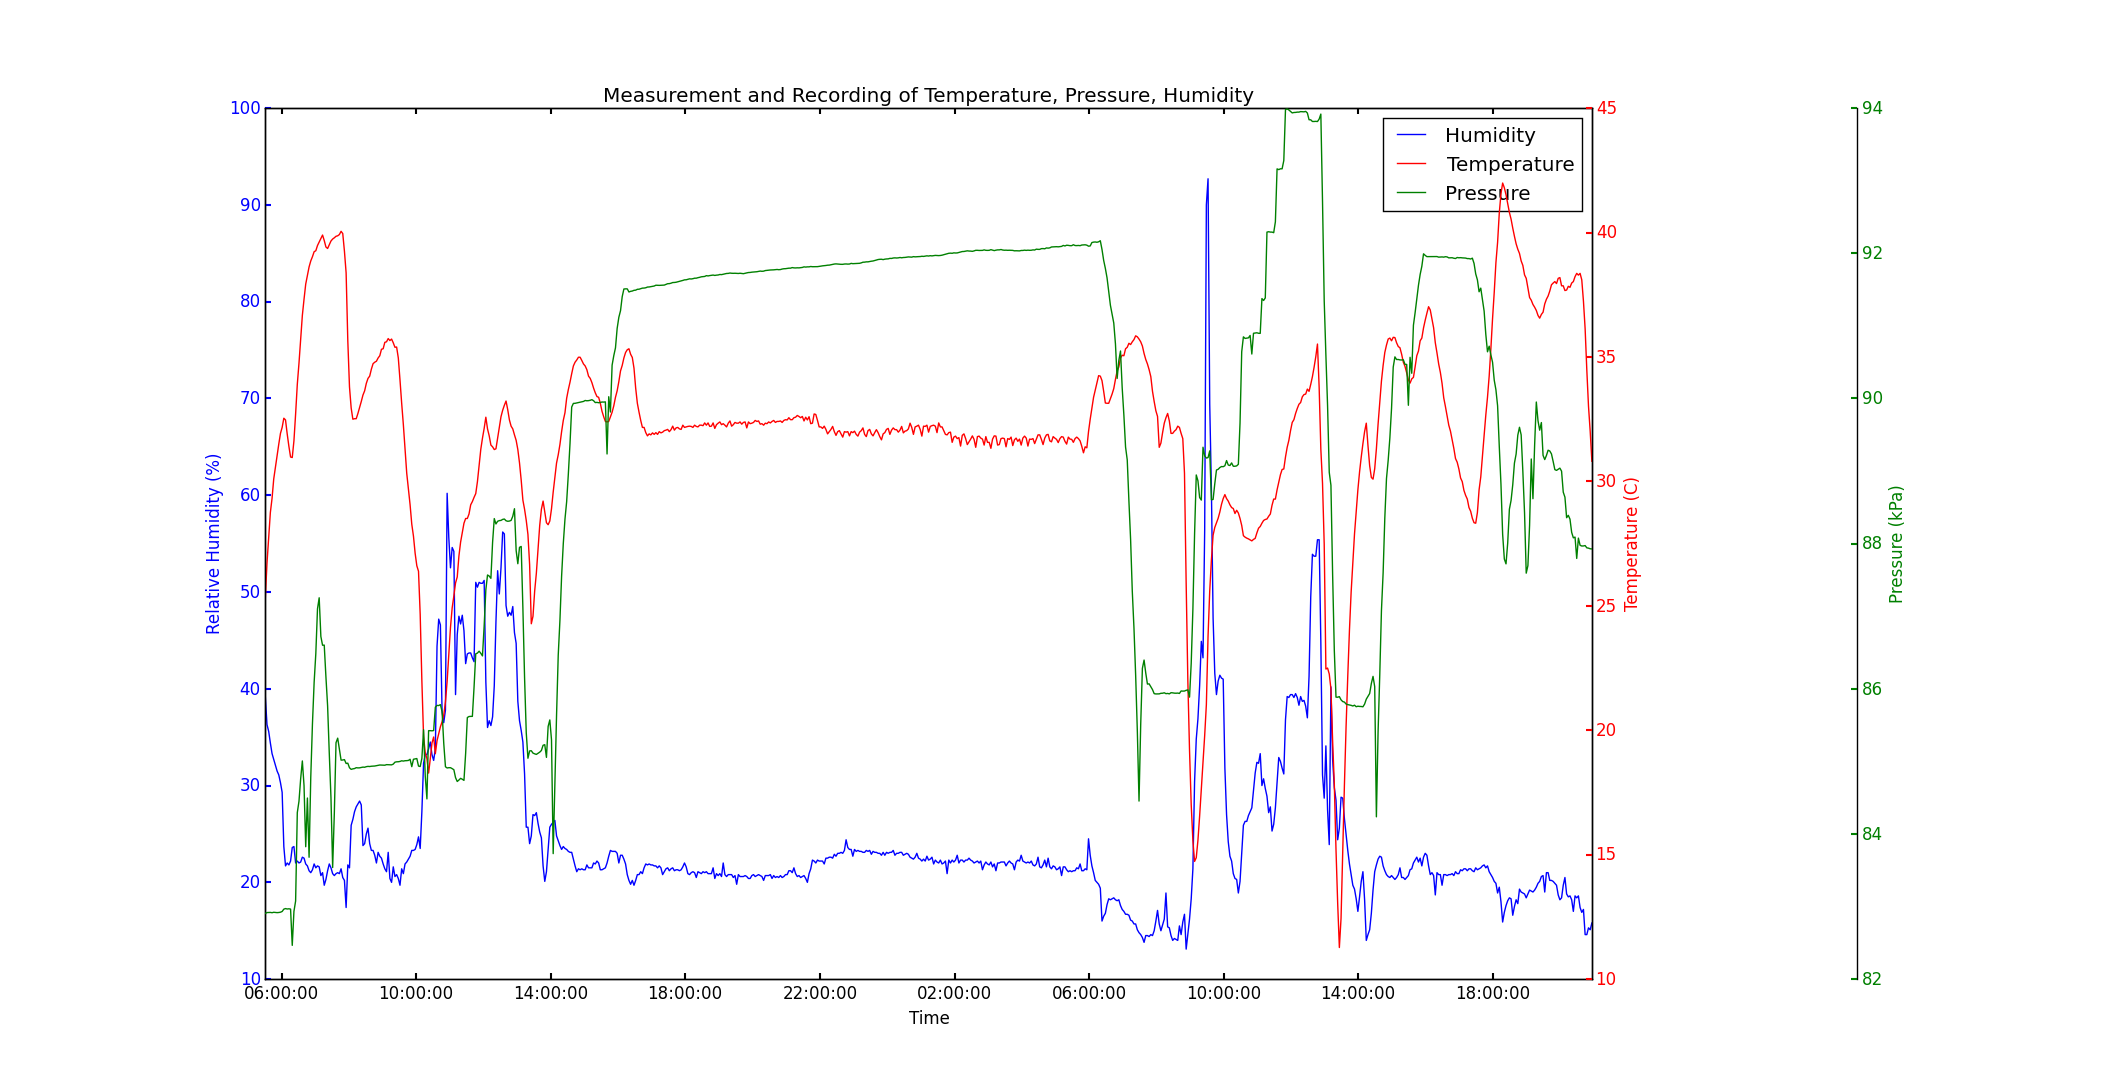 Measurement and Recording of Temperature, Pressure, Humidity
100
90
80
70
60
50
40
30
20
10
Relative Humidity (%)
Humidity
Temperature
Pressure
45
40
35
30
25
20
15
10
Temperature (C)
94
92
90
88
86
84
82
Pressure (kPa)
06:00:00 10:00:00 14:00:00 18:00:00 22:00:00 02:00:00 06:00:00 10:00:00 14:00:00 18:00:00
Time